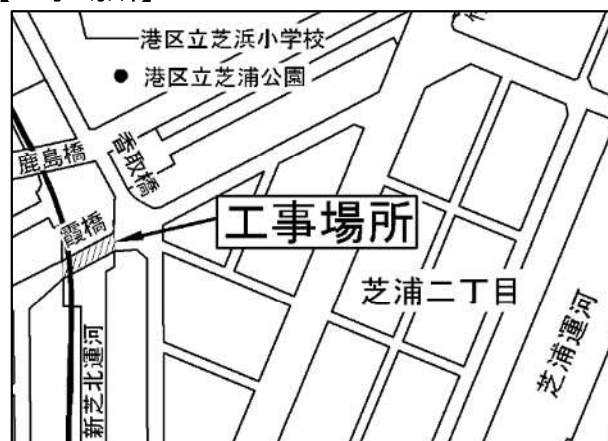 港区立芝浜小学校
港区立芝浦公園
香取橋
鹿島橋
霞橋
工事場所
芝浦二丁目
芝浦運河
新芝北運河